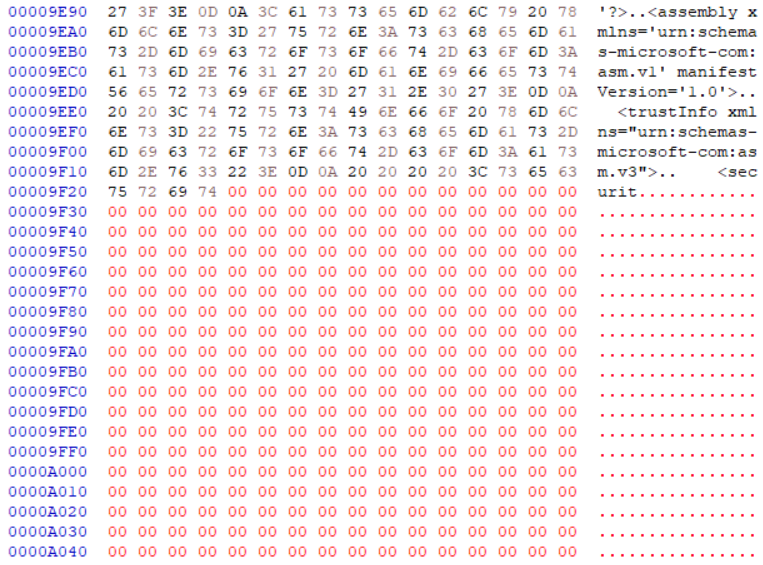 00009E90 27 3F 3E 0D 0A 3C 61 73 73 65 6D 62 6C 79 20 78 '?>..<assembly x
00009EA0 6D 6C 6E 73 3D 27 75 72 6E 3A 73 63 68 65 6D 61 mlns='urn:schema
00009EB0 73 2D 6D 69 63 72 6F 73 6F 66 74 2D 63 6F 6D 3A s-microsoft-com:
00009EC0 61 73 6D 2E 76 31 27 20 6D 61 6E 69 66 65 73 74 asm.v1' manifest
00009ED0 56 65 72 73 69 6F 6E 3D 27 31 2E 30 27 3E 0D 0A Version='1.0'>..
00009EE0 20 20 3C 74 72 75 73 74 49 6E 66 6F 20 78 6D 6C   <trustInfo xml
00009EF0 6E 73 3D 22 75 72 6E 3A 73 63 68 65 6D 61 73 2D ns="urn:schemas-
00009F00 6D 69 63 72 6F 73 6F 66 74 2D 63 6F 6D 3A 61 73 microsoft-com:as
00009F10 6D 2E 76 33 22 3E 0D 0A 20 20 20 20 3C 73 65 63 m.v3">..    <sec
00009F20 75 72 69 74 00 00 00 00 00 00 00 00 00 00 00 00 urit............
00009F30 00 00 00 00 00 00 00 00 00 00 00 00 00 00 00 00 ................
00009F40 00 00 00 00 00 00 00 00 00 00 00 00 00 00 00 00 ................
00009F50 00 00 00 00 00 00 00 00 00 00 00 00 00 00 00 00 ................
00009F60 00 00 00 00 00 00 00 00 00 00 00 00 00 00 00 00 ................
00009F70 00 00 00 00 00 00 00 00 00 00 00 00 00 00 00 00 ................
00009F80 00 00 00 00 00 00 00 00 00 00 00 00 00 00 00 00 ................
00009F90 00 00 00 00 00 00 00 00 00 00 00 00 00 00 00 00 ................
00009FA0 00 00 00 00 00 00 00 00 00 00 00 00 00 00 00 00 ................
00009FB0 00 00 00 00 00 00 00 00 00 00 00 00 00 00 00 00 ................
00009FC0 00 00 00 00 00 00 00 00 00 00 00 00 00 00 00 00 ................
00009FD0 00 00 00 00 00 00 00 00 00 00 00 00 00 00 00 00 ................
00009FE0 00 00 00 00 00 00 00 00 00 00 00 00 00 00 00 00 ................
00009FF0 00 00 00 00 00 00 00 00 00 00 00 00 00 00 00 00 ................
0000A000 00 00 00 00 00 00 00 00 00 00 00 00 00 00 00 00 ................
0000A010 00 00 00 00 00 00 00 00 00 00 00 00 00 00 00 00 ................
0000A020 00 00 00 00 00 00 00 00 00 00 00 00 00 00 00 00 ................
0000A030 00 00 00 00 00 00 00 00 00 00 00 00 00 00 00 00 ................
0000A040 00 00 00 00 00 00 00 00 00 00 00 00 00 00 00 00 ................